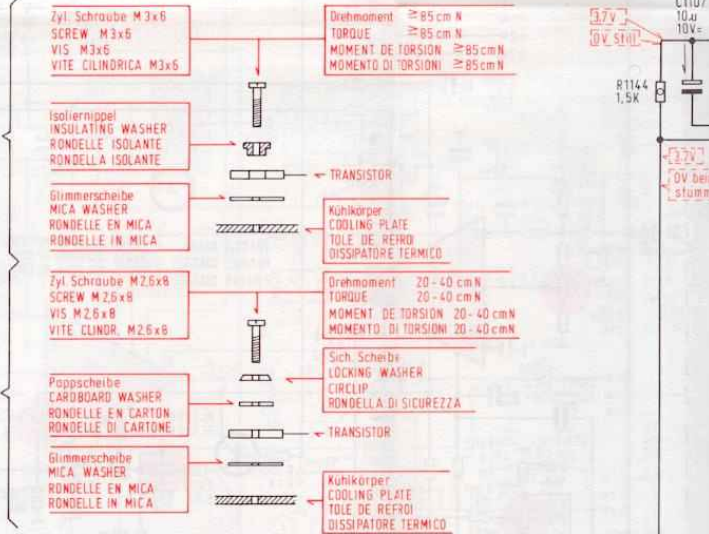 Zyl. Schraube M 3x6
SCREW M3x6
VIS M3x6
VITE CILINDRICA M3x6
Drehmoment ≧85 cm N
TORQUE ≧85 cm N
MOMENT DE TORSION ≧85 cm N
MOMENTO DI TORSIONI ≧85 cm N
Isoliernippel
INSULATING WASHER
RONDELLE ISOLANTE
RONDELLA ISOLANTE
TRANSISTOR
Glimmerscheibe
MICA WASHER
RONDELLE EN MICA
RONDELLE IN MICA
Kühlkörper
COOLING PLATE
TOLE DE REFROI
DISSIPATORE TERMICO
Zyl. Schraube M2,6x8
SCREW M 2,6x8
VIS M2,6x8
VITE CLINDR. M2,6x8
Drehmoment 20-40 cm N
TORQUE 20-40 cm N
MOMENT DE TORSION 20-40 cm N
MOMENTO DI TORSIONI 20-40 cm N
Sich. Scheibe
LOCKING WASHER
CIRCLIP
RONDELLA DI SICUREZZA
Pappscheibe
CARDBOARD WASHER
RONDELLE EN CARTON
RONDELLE DI CARTONE
TRANSISTOR
Glimmerscheibe
MICA WASHER
RONDELLE EN MICA
RONDELLE IN MICA
Kühlkörper
COOLING PLATE
TOLE DE REFROI
DISSIPATORE TERMICO
3,7V
0V Still
10µ
10V=
R1144
1,5K
0V bei
stumm